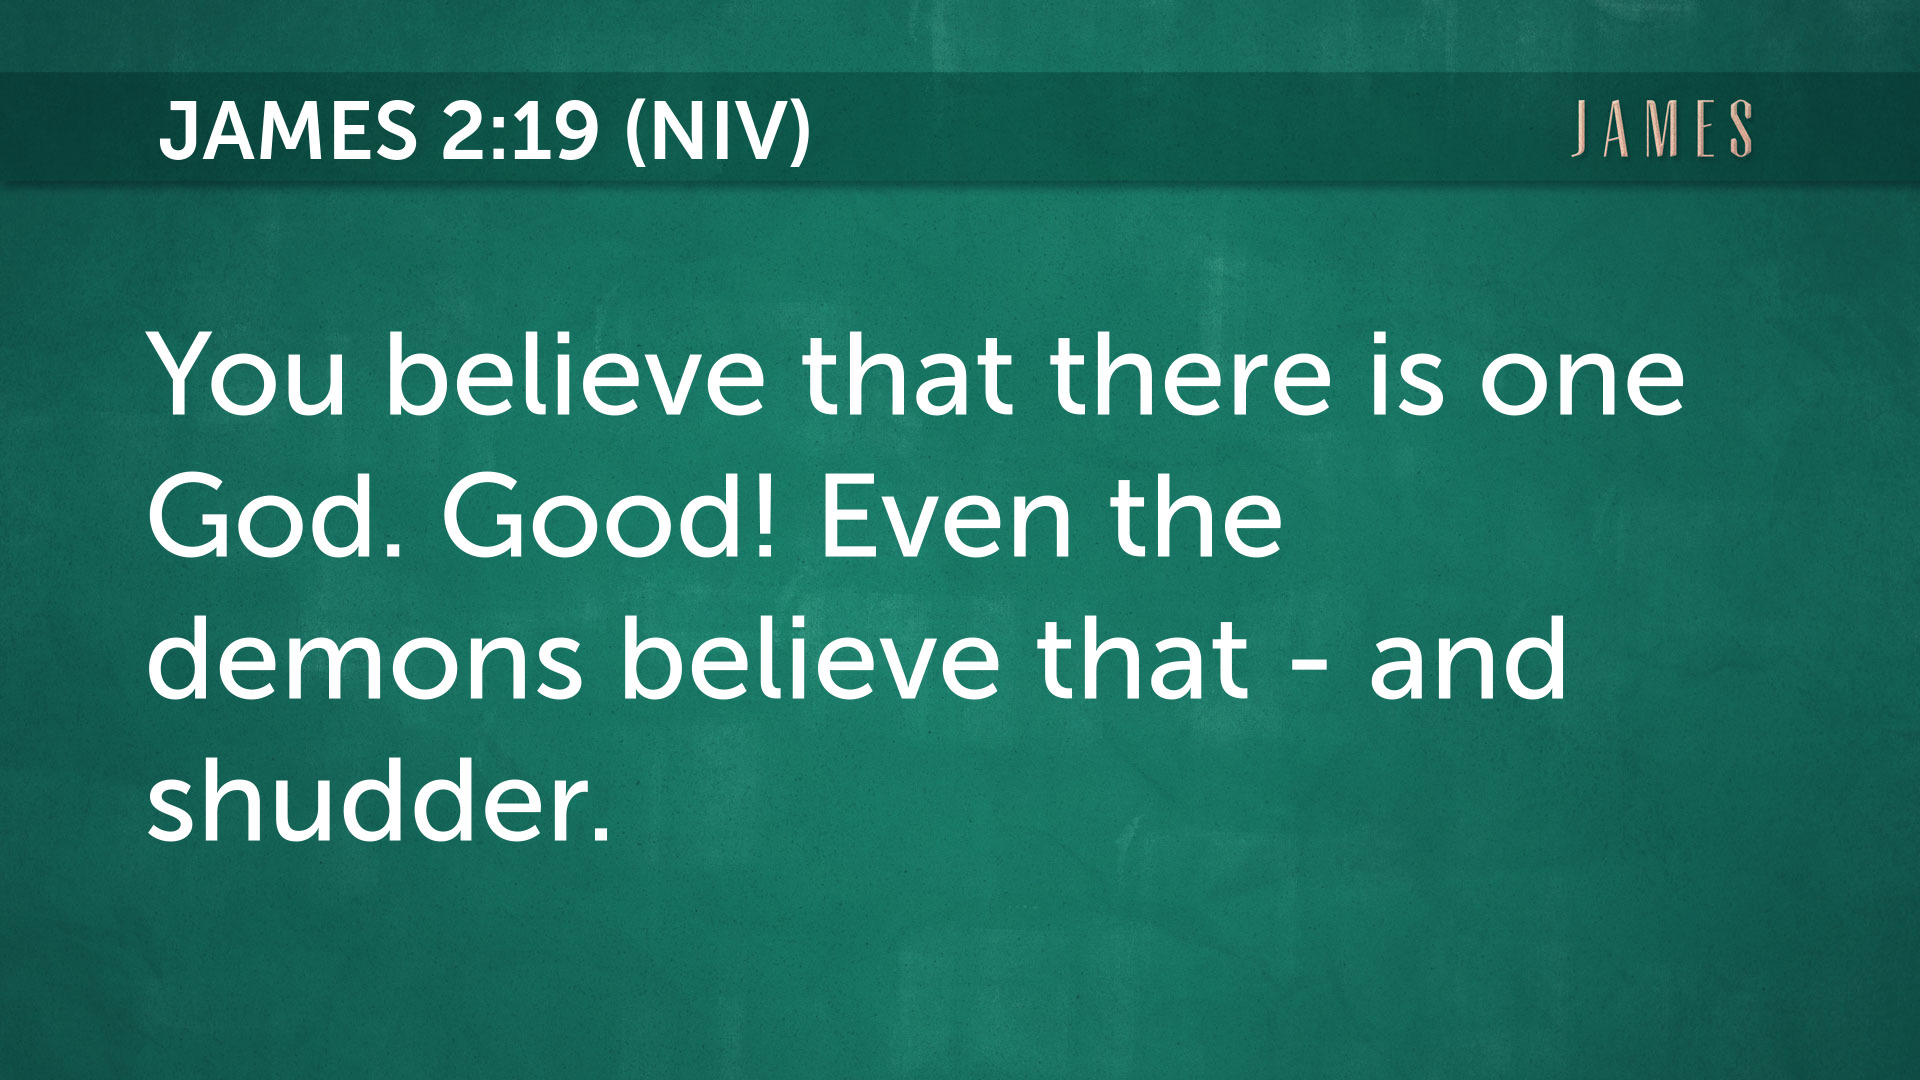 JAMES 2:19 (NIV)
JAMES
You believe that there is one
God. Good! Even the
demons believe that - and
shudder.